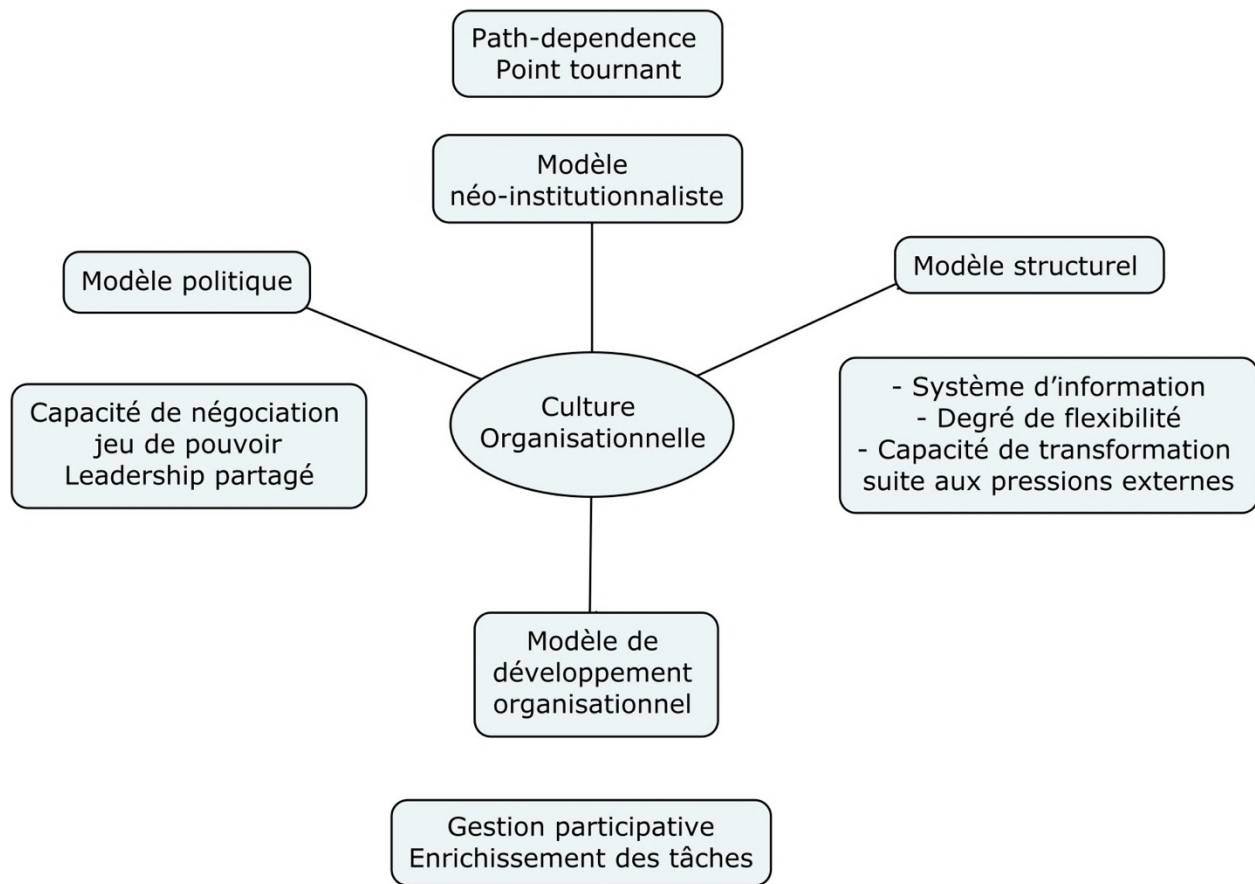 Path-dependence
Point tournant
Modèle
néo-institutionnaliste
Modèle politique
Modèle structurel
Capacité de négociation
jeu de pouvoir
Leadership partagé
Culture
Organisationnelle
- Système d’information
- Degré de flexibilité
- Capacité de transformation
suite aux pressions externes
Modèle de
développement
organisationnel
Gestion participative
Enrichissement des tâches